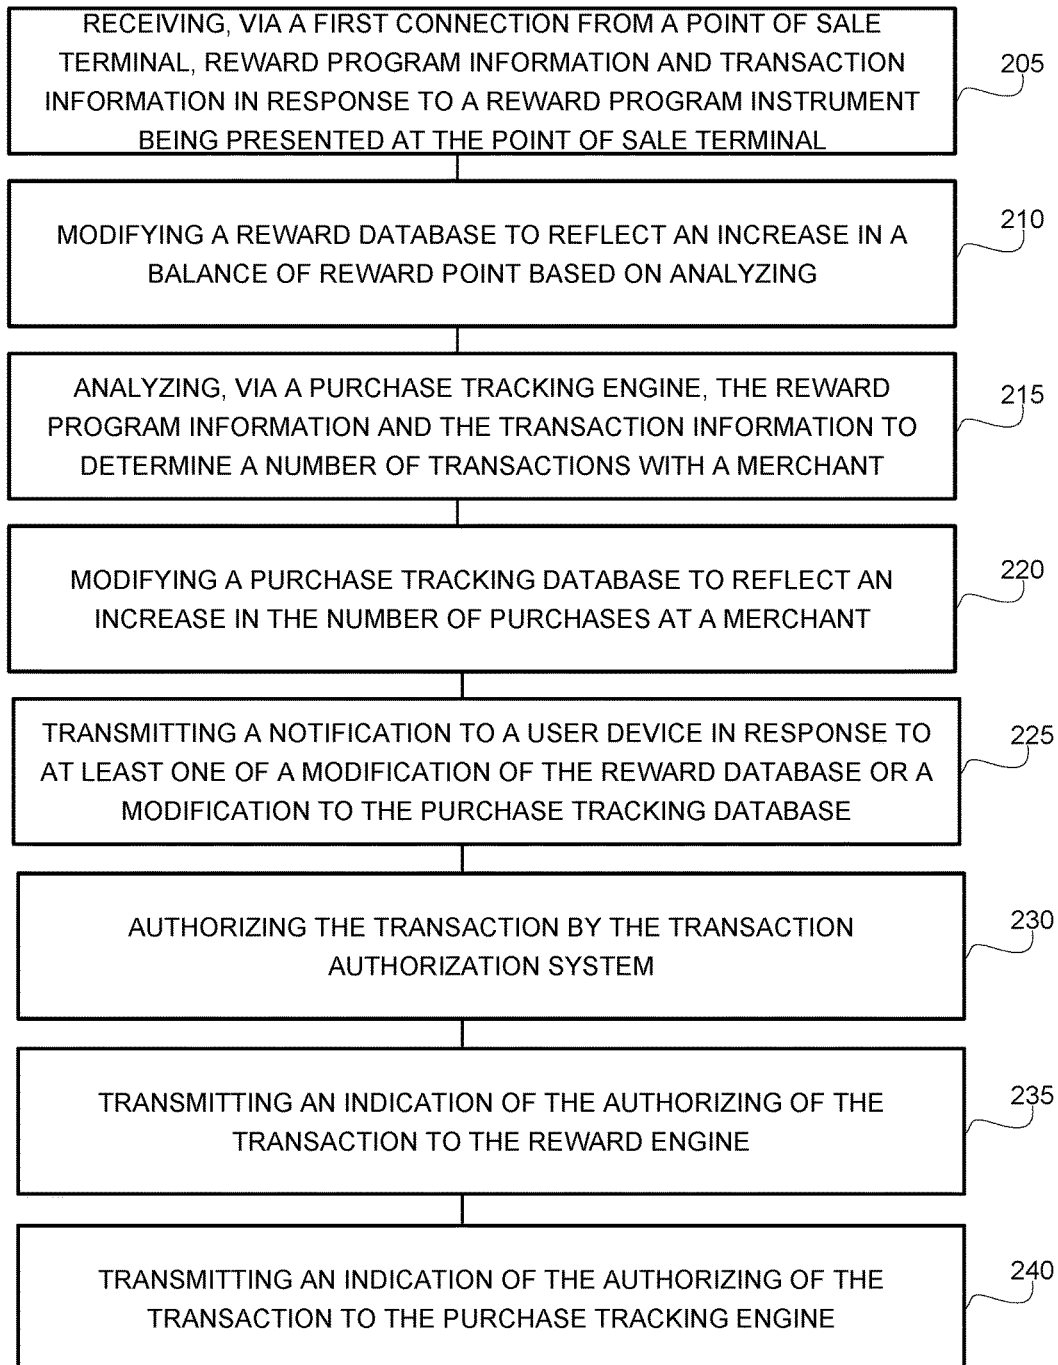 RECEIVING, VIA A FIRST CONNECTION FROM A POINT OF SALE
TERMINAL, REWARD PROGRAM INFORMATION AND TRANSACTION
INFORMATION IN RESPONSE TO A REWARD PROGRAM INSTRUMENT
BEING PRESENTED AT THE POINT OF SALE TERMINAL
205
MODIFYING A REWARD DATABASE TO REFLECT AN INCREASE IN A
BALANCE OF REWARD POINT BASED ON ANALYZING
210
ANALYZING, VIA A PURCHASE TRACKING ENGINE, THE REWARD
PROGRAM INFORMATION AND THE TRANSACTION INFORMATION TO
DETERMINE A NUMBER OF TRANSACTIONS WITH A MERCHANT
215
MODIFYING A PURCHASE TRACKING DATABASE TO REFLECT AN
INCREASE IN THE NUMBER OF PURCHASES AT A MERCHANT
220
TRANSMITTING A NOTIFICATION TO A USER DEVICE IN RESPONSE TO
AT LEAST ONE OF A MODIFICATION OF THE REWARD DATABASE OR A
MODIFICATION TO THE PURCHASE TRACKING DATABASE
225
AUTHORIZING THE TRANSACTION BY THE TRANSACTION
AUTHORIZATION SYSTEM
230
TRANSMITTING AN INDICATION OF THE AUTHORIZING OF THE
TRANSACTION TO THE REWARD ENGINE
235
TRANSMITTING AN INDICATION OF THE AUTHORIZING OF THE
TRANSACTION TO THE PURCHASE TRACKING ENGINE
240